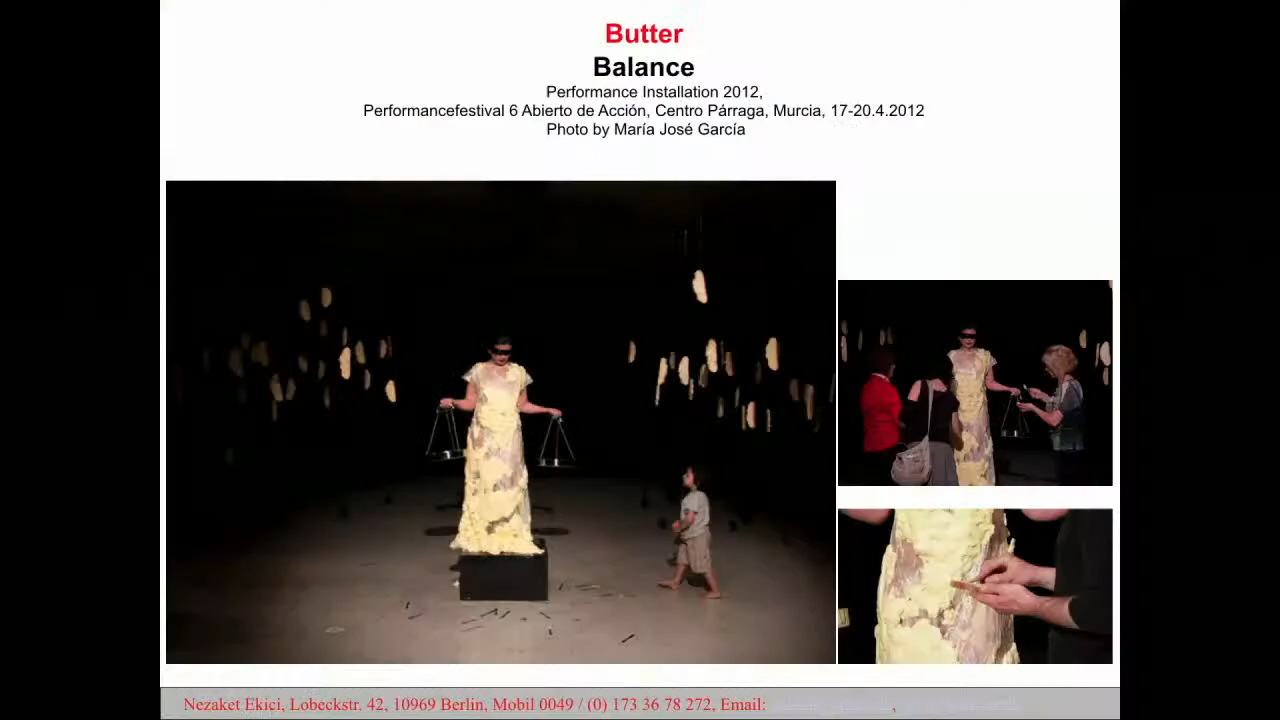 Butter
Balance
Performance Installation 2012,
Performancefestival 6 Abierto de Acción, Centro Párraga, Murcia, 17-20.4.2012
Photo by María José García
Nezaket Ekici, Lobeckstr. 42, 10969 Berlin, Mobil 0049 / (0) 173 36 78 272, Email: